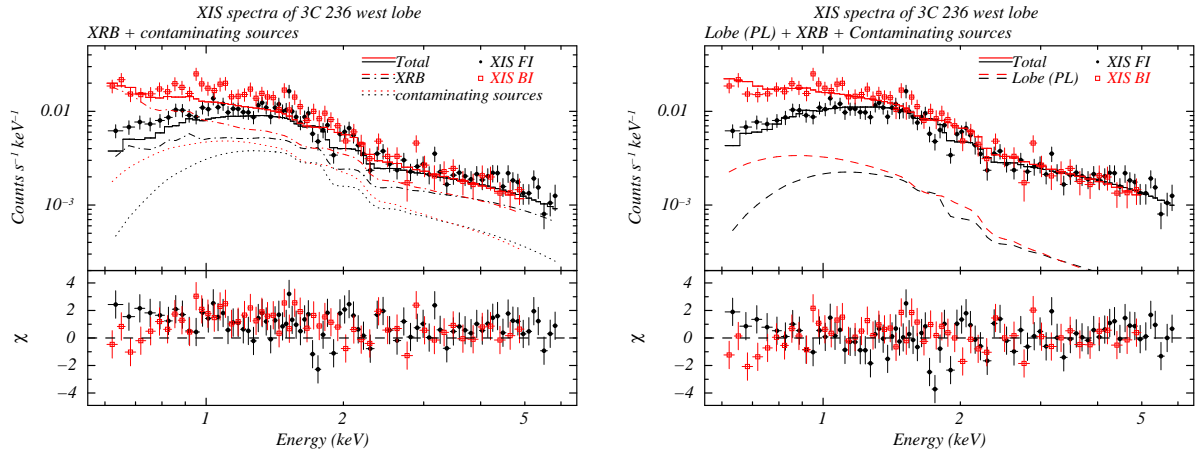 XIS spectra of 3C 236 west lobe
XRB + contaminating sources
Total
XIS FI
XRB
XIS BI
contaminating sources
0.01
10⁻³
Counts s⁻¹ keV⁻¹
4
2
0
−2
−4
χ
1
2
5
Energy (keV)
XIS spectra of 3C 236 west lobe
Lobe (PL) + XRB + Contaminating sources
Total
XIS FI
Lobe (PL)
XIS BI
0.01
10⁻³
Counts s⁻¹ keV⁻¹
4
2
0
−2
−4
χ
1
2
5
Energy (keV)